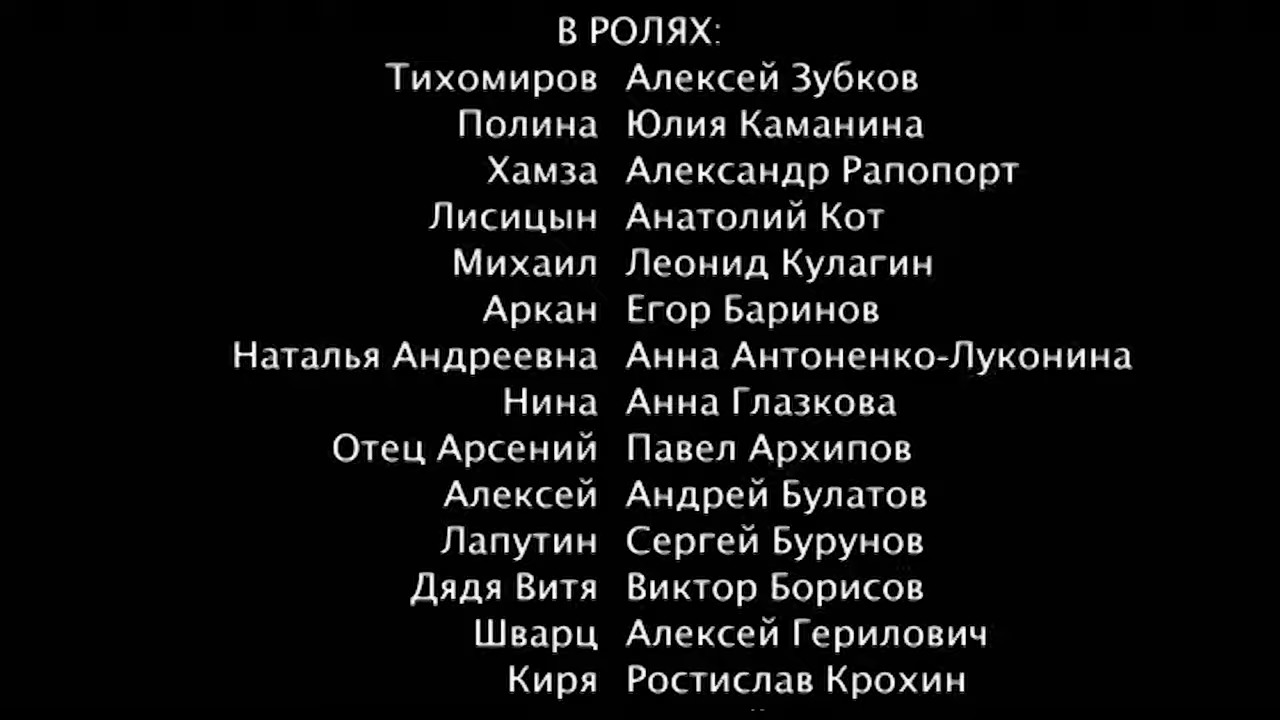 В РОЛЯХ:
Тихомиров Алексей Зубков
Полина Юлия Каманина
Хамза Александр Рапопорт
Лисицын Анатолий Кот
Михаил Леонид Кулагин
Аркан Егор Баринов
Наталья Андреевна Анна Антоненко-Луконина
Нина Анна Глазкова
Отец Арсений Павел Архипов
Алексей Андрей Булатов
Лапутин Сергей Бурунов
Дядя Витя Виктор Борисов
Шварц Алексей Герилович
Киря Ростислав Крохин